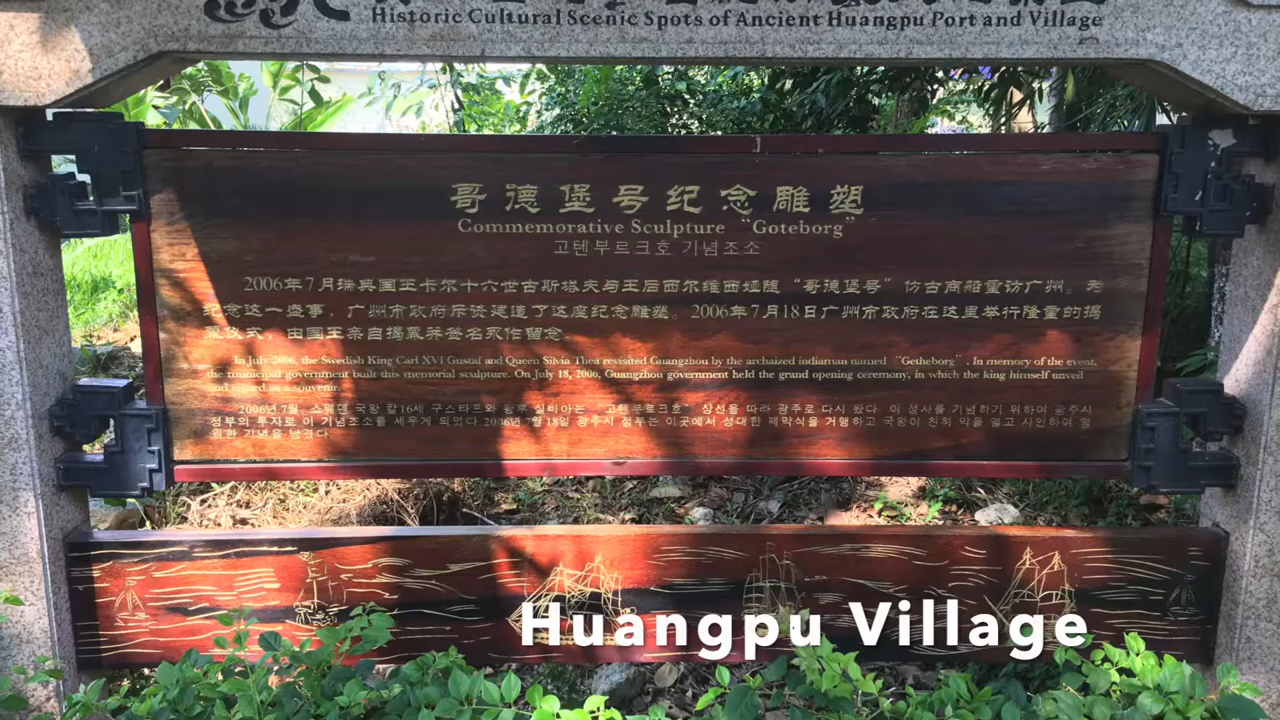 Historic Cultural Scenic Spots of Ancient Huangpu Port and Village
哥德堡号纪念雕塑
Commemorative Sculpture "Goteborg"
고텐부르크호 기념조소
2006年7月瑞典国王卡尔十六世古斯塔夫与王后西尔维西娅随“哥德堡号”仿古商船重访广州。为
纪念这一盛事，广州市政府斥资建造了这座纪念雕塑。2006年7月18日广州市政府在这里举行隆重的揭
幕仪式，由国王亲自揭幕并签名永作留念。
In July 2006, the Swedish King Carl XVI Gustaf and Queen Silvia Thea revisited Guangzhou by the archaized indiaman named "Getheborg". In memory of the event,
the municipal government built this memorial sculpture. On July 18, 2006, Guangzhou government held the grand opening ceremony, in which the king himself unveil
and signed as a souvenir.
2006년 7월 스웨덴 국왕 칼16세 구스타프와 왕후 실비아는 "고텐부르크호" 상선을 따라 광주로 다시 왔다 이 성사를 기념하기 위하여 광주시
정부의 투자로 이 기념조소를 세우게 되었다 2006년 7월 18일 광주시 정부는 이곳에서 성대한 제막식을 거행하고 국왕이 친히 막을 열고 사인하여 영
원한 기념을 남겼다
Huangpu Village